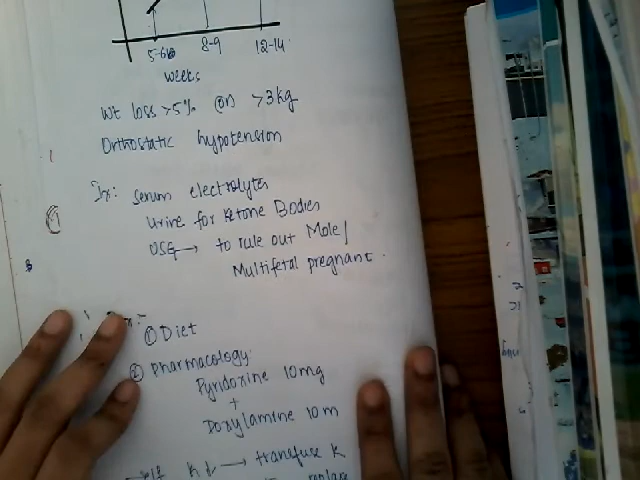 5-6w 8-9 12-14
weeks
Wt loss >5% (or) >3kg
Orthostatic hypotension
Ix: serum electrolytes
urine for Ketone Bodies
USG → to rule out Mole/
Multifetal pregnant.
① Diet
② Pharmacology:
Pyridoxine 10mg
+
Doxylamine 10m
K↓ → transfuse K